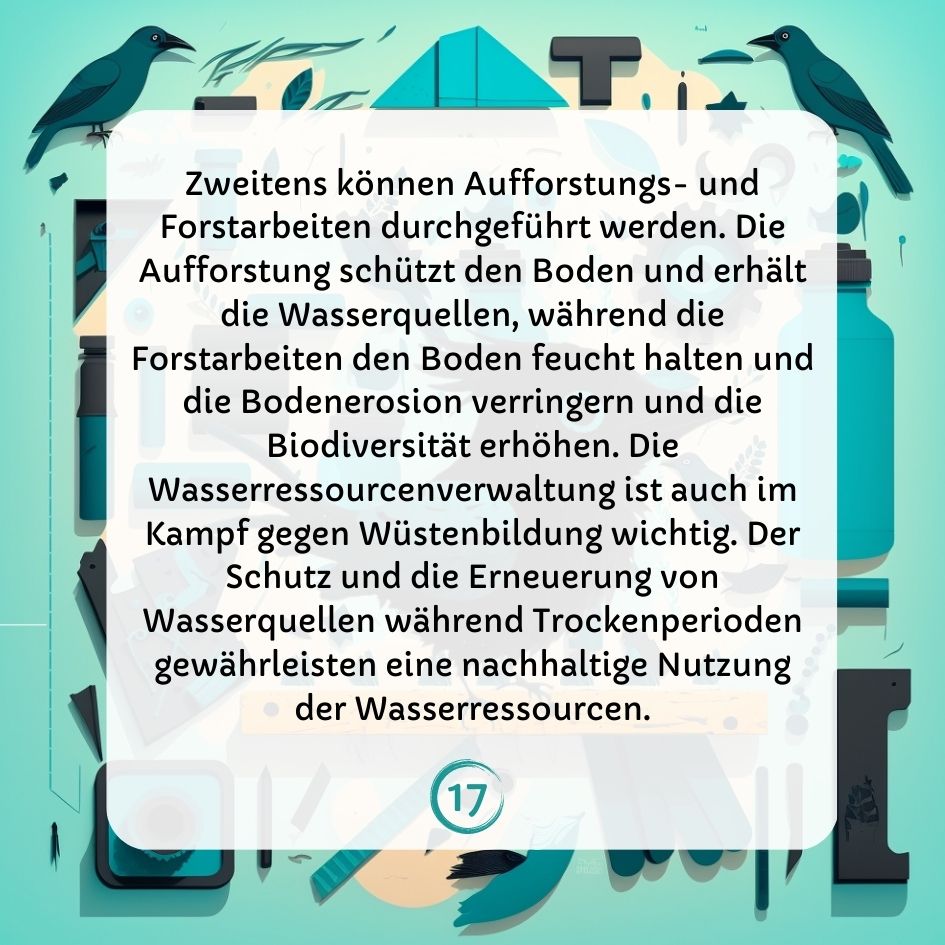 Zweitens können Aufforstungs- und
Forstarbeiten durchgeführt werden. Die
Aufforstung schützt den Boden und erhält
die Wasserquellen, während die
Forstarbeiten den Boden feucht halten und
die Bodenerosion verringern und die
Biodiversität erhöhen. Die
Wasserressourcenverwaltung ist auch im
Kampf gegen Wüstenbildung wichtig. Der
Schutz und die Erneuerung von
Wasserquellen während Trockenperioden
gewährleisten eine nachhaltige Nutzung
der Wasserressourcen.
17